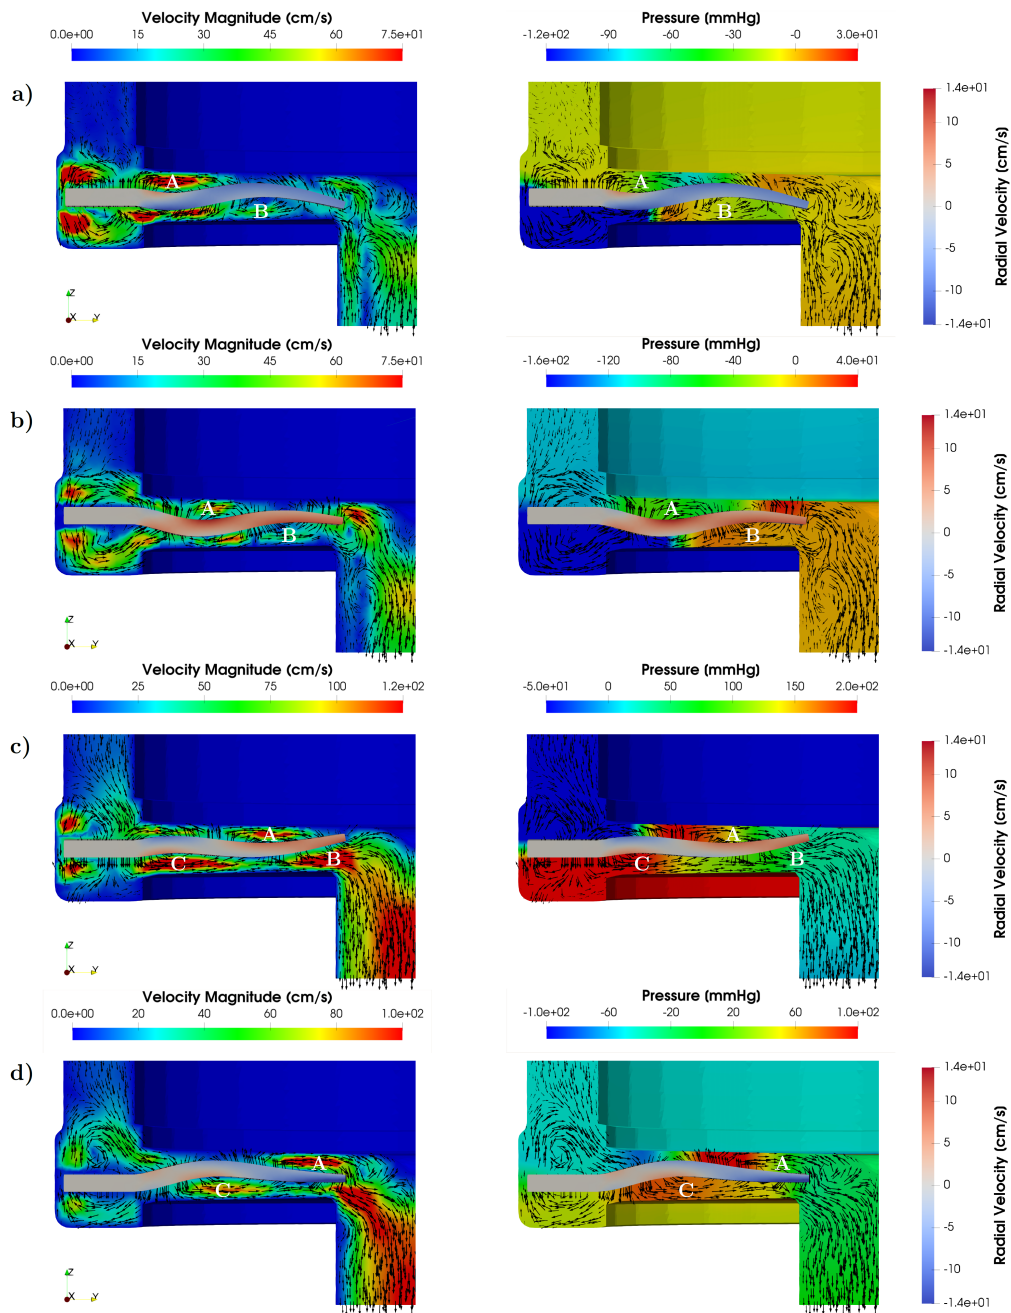 Velocity Magnitude (cm/s)
0.0e+00 15 30 45 60 7.5e+01
Pressure (mmHg)
-1.2e+02 -90 -60 -30 -0 3.0e+01
a)
A
B
Z
X Y
A
B
1.4e+01
10
5
0
-5
-10
-1.4e+01
Radial Velocity (cm/s)
Velocity Magnitude (cm/s)
0.0e+00 15 30 45 60 7.5e+01
Pressure (mmHg)
-1.6e+02 -120 -80 -40 0 4.0e+01
b)
A
B
Z
X Y
A
B
1.4e+01
10
5
0
-5
-10
-1.4e+01
Radial Velocity (cm/s)
Velocity Magnitude (cm/s)
0.0e+00 25 50 75 100 1.2e+02
Pressure (mmHg)
-5.0e+01 0 50 100 150 2.0e+02
c)
A
B
C
Z
X Y
A
B
C
1.4e+01
10
5
0
-5
-10
-1.4e+01
Radial Velocity (cm/s)
Velocity Magnitude (cm/s)
0.0e+00 20 40 60 80 1.0e+02
Pressure (mmHg)
-1.0e+02 -60 -20 20 60 1.0e+02
d)
A
C
Z
X Y
A
C
1.4e+01
10
5
0
-5
-10
-1.4e+01
Radial Velocity (cm/s)